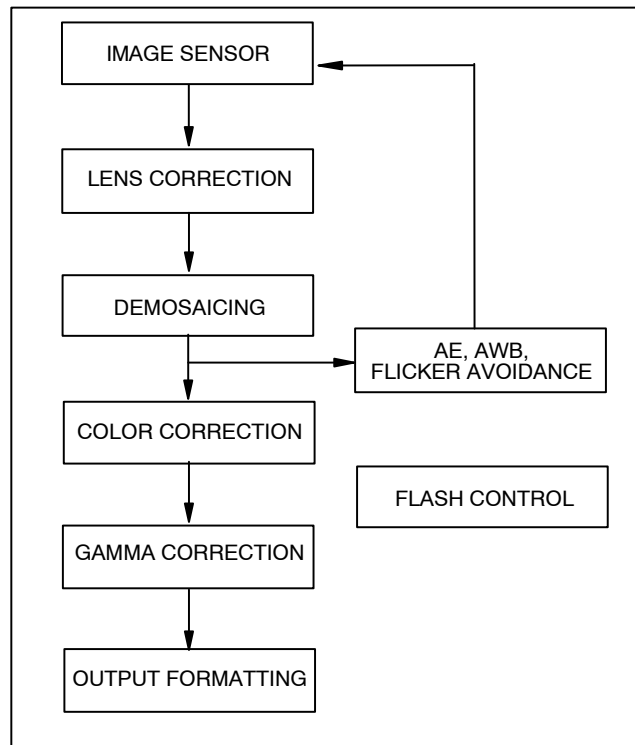 IMAGE SENSOR
LENS CORRECTION
DEMOSAICING
AE, AWB,
FLICKER AVOIDANCE
COLOR CORRECTION
FLASH CONTROL
GAMMA CORRECTION
OUTPUT FORMATTING